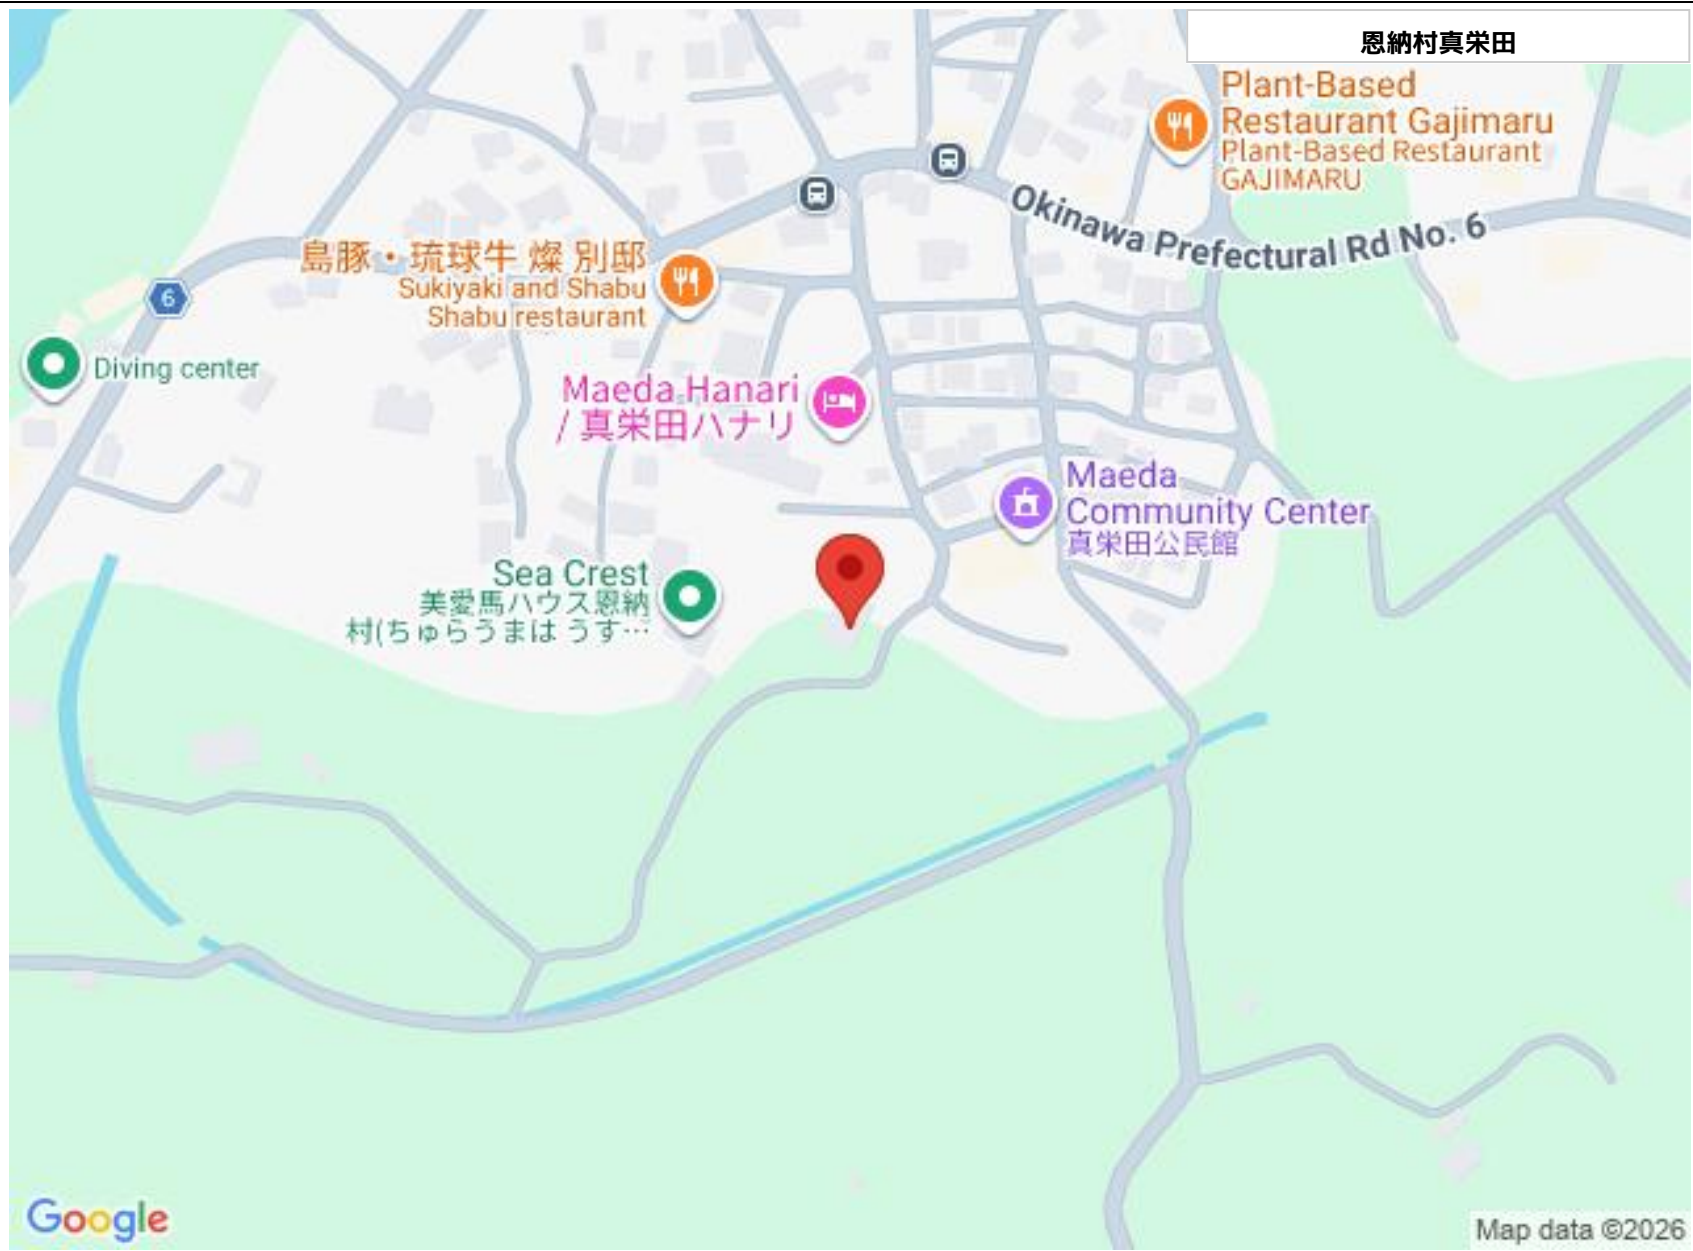 恩納村真栄田
Plant-Based
Restaurant Gajimaru
Plant-Based Restaurant
GAJIMARU
Okinawa Prefectural Rd No. 6
島豚・琉球牛 燦 別邸
Sukiyaki and Shabu
Shabu restaurant
6
Diving center
Maeda Hanari
/ 真栄田ハナリ
Maeda
Community Center
真栄田公民館
Sea Crest
美愛馬ハウス恩納
村(ちゅらうまは うす…
Google
Map data ©2026